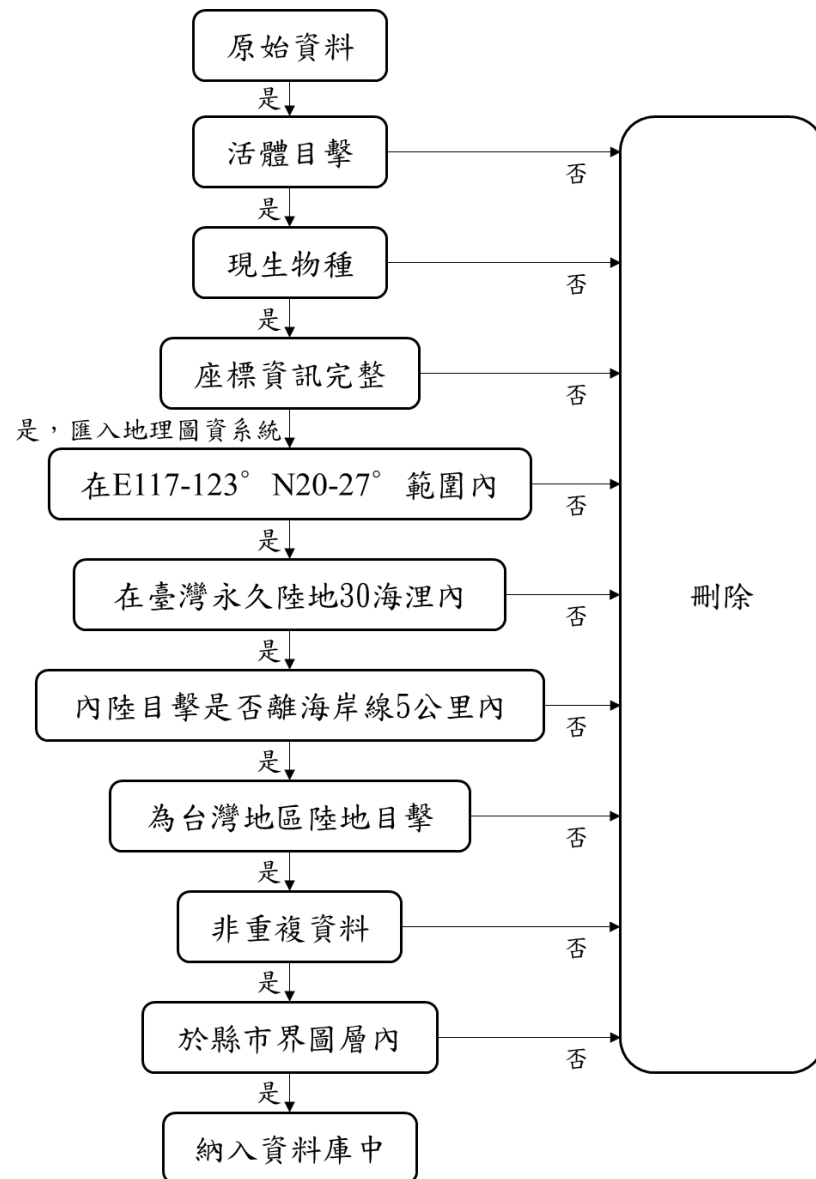 原始資料
是
活體目擊
否
是
現生物種
否
是
座標資訊完整
否
是，匯入地理圖資系統
在E117-123°N20-27°範圍內
否
是
在臺灣永久陸地30海浬內
否
是
內陸目擊是否離海岸線5公里內
否
是
為台灣地區陸地目擊
否
是
非重複資料
否
是
於縣市界圖層內
否
是
納入資料庫中
刪除